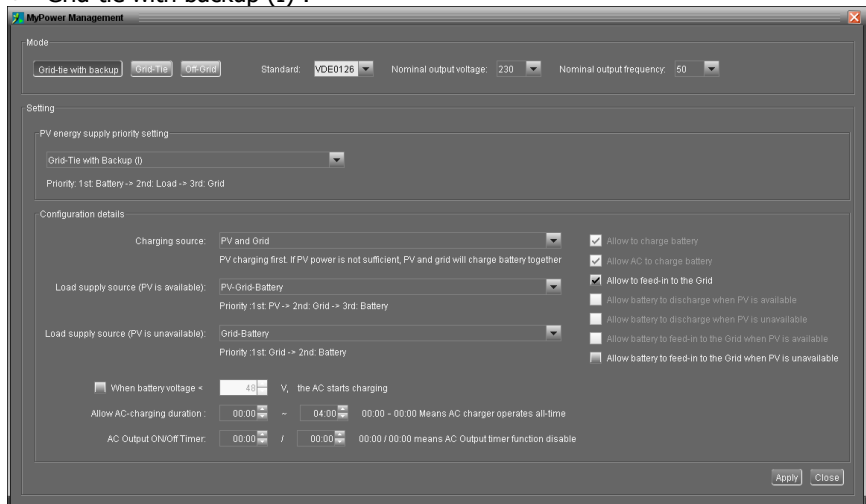 Grid-tie with backup (I) :
MyPower Management
Mode
Grid-tie with backup Grid-Tie Off-Grid Standard: VDE0126 Nominal output voltage: 230 Nominal output frequency: 50
Setting
PV energy supply priority setting
Grid-Tie with Backup (I)
Priority: 1st: Battery -> 2nd: Load -> 3rd: Grid
Configuration details
Charging source: PV and Grid
PV charging first. If PV power is not sufficient, PV and grid will charge battery together
Load supply source (PV is available): PV-Grid-Battery
Priority :1st: PV -> 2nd: Grid -> 3rd: Battery
Load supply source (PV is unavailable): Grid-Battery
Priority :1st: Grid -> 2nd: Battery
Allow to charge battery
Allow AC to charge battery
Allow to feed-in to the Grid
Allow battery to discharge when PV is available
Allow battery to discharge when PV is unavailable
Allow battery to feed-in to the Grid when PV is available
Allow battery to feed-in to the Grid when PV is unavailable
When battery voltage < 48 V, the AC starts charging
Allow AC-charging duration : 00:00 ~ 04:00 00:00 - 00:00 Means AC charger operates all-time
AC Output ON/Off Timer: 00:00 / 00:00 00:00 / 00:00 means AC Output timer function disable
Apply Close